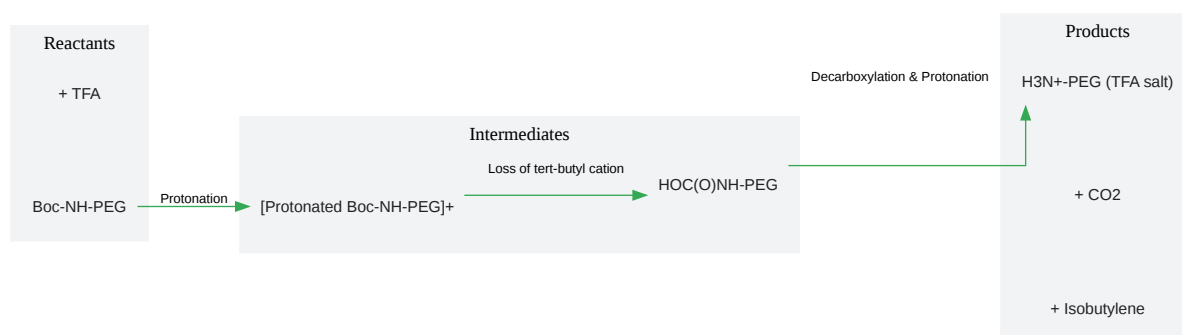 Reactants
+ TFA
Boc-NH-PEG
Protonation
Intermediates
[Protonated Boc-NH-PEG]+
Loss of tert-butyl cation
HOC(O)NH-PEG
Decarboxylation & Protonation
Products
H3N+-PEG (TFA salt)
+ CO2
+ Isobutylene